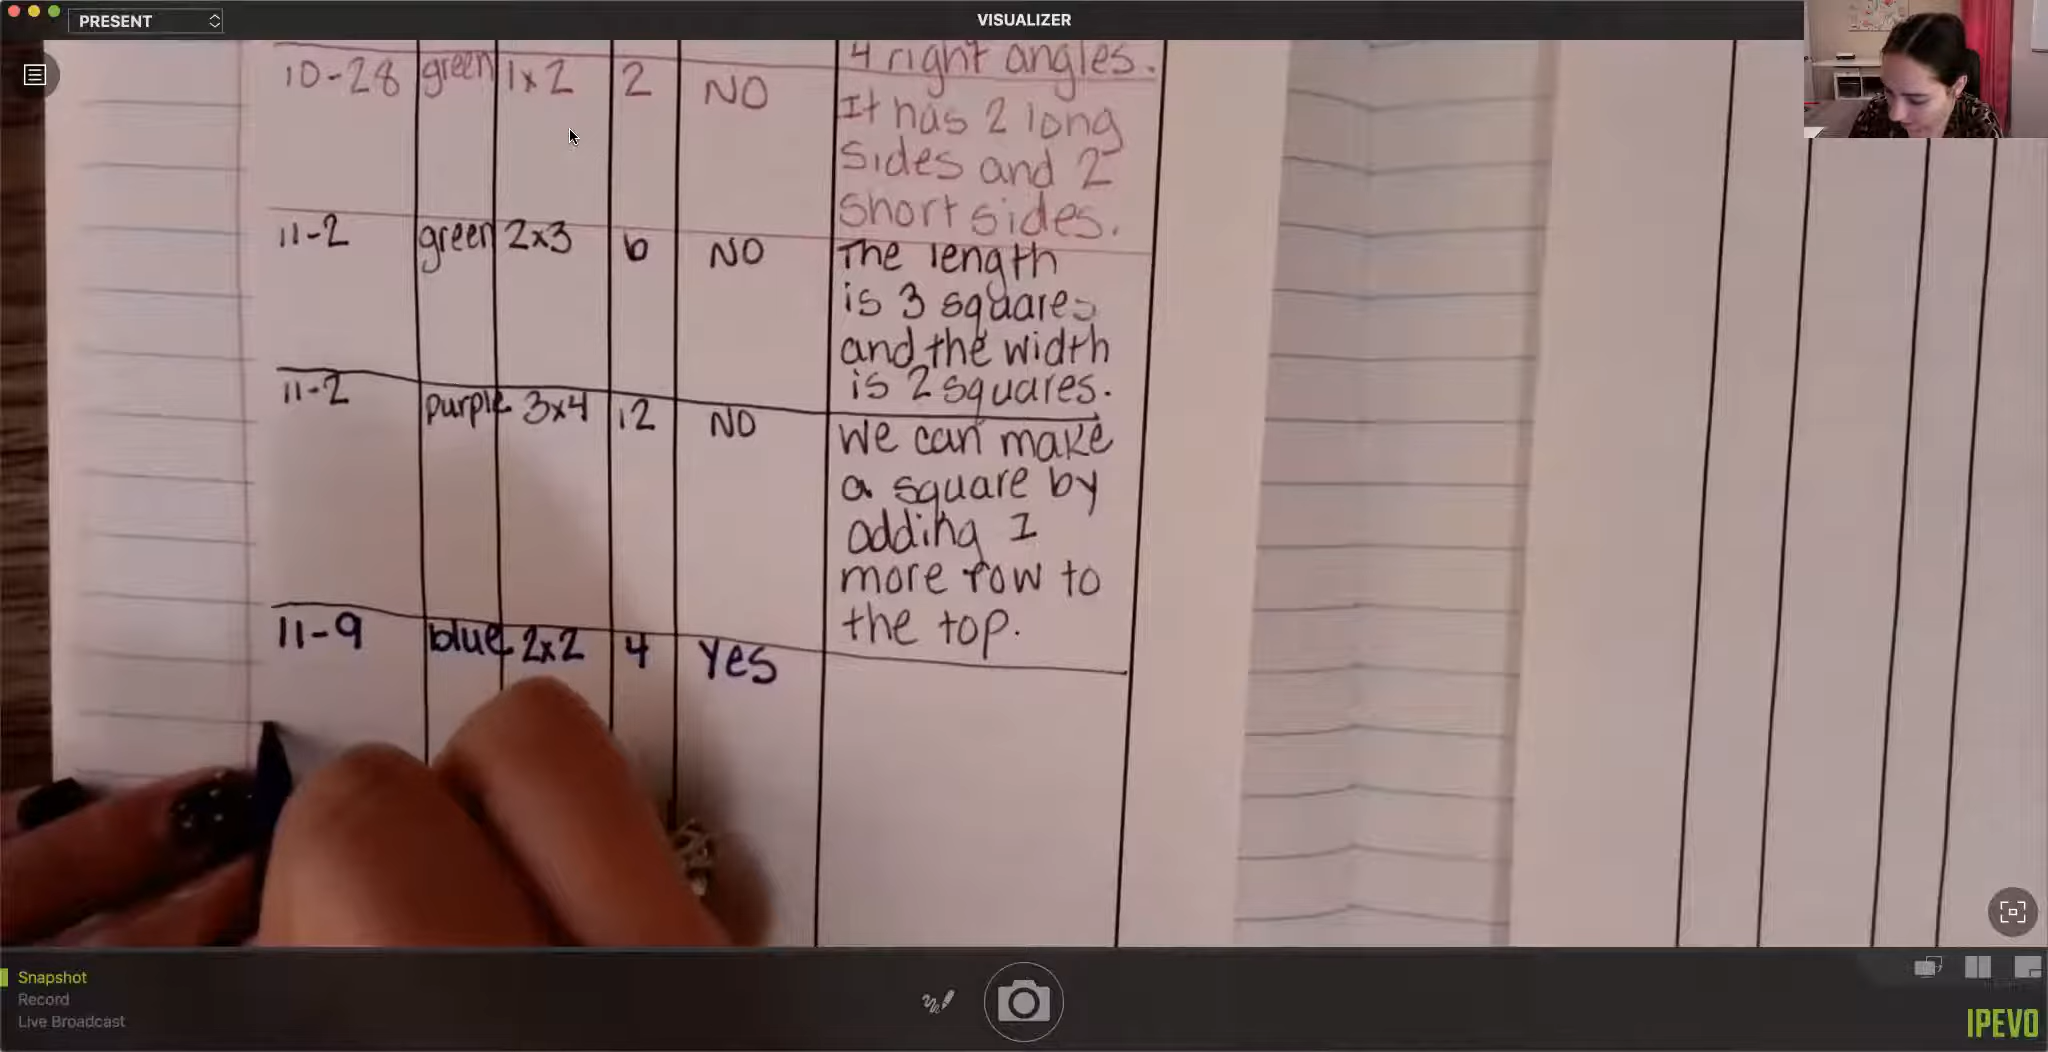 PRESENT
VISUALIZER
4 right angles.
10-28 green 1x2 2 NO
It has 2 long
sides and 2
short sides.
11-2 green 2x3 6 NO
The length
is 3 squares
and the width
is 2 squares.
11-2 purple 3x4 12 NO
We can make
a square by
adding 1
more row to
the top.
11-9 blue 2x2 4 Yes
Snapshot
Record
Live Broadcast
IPEVO